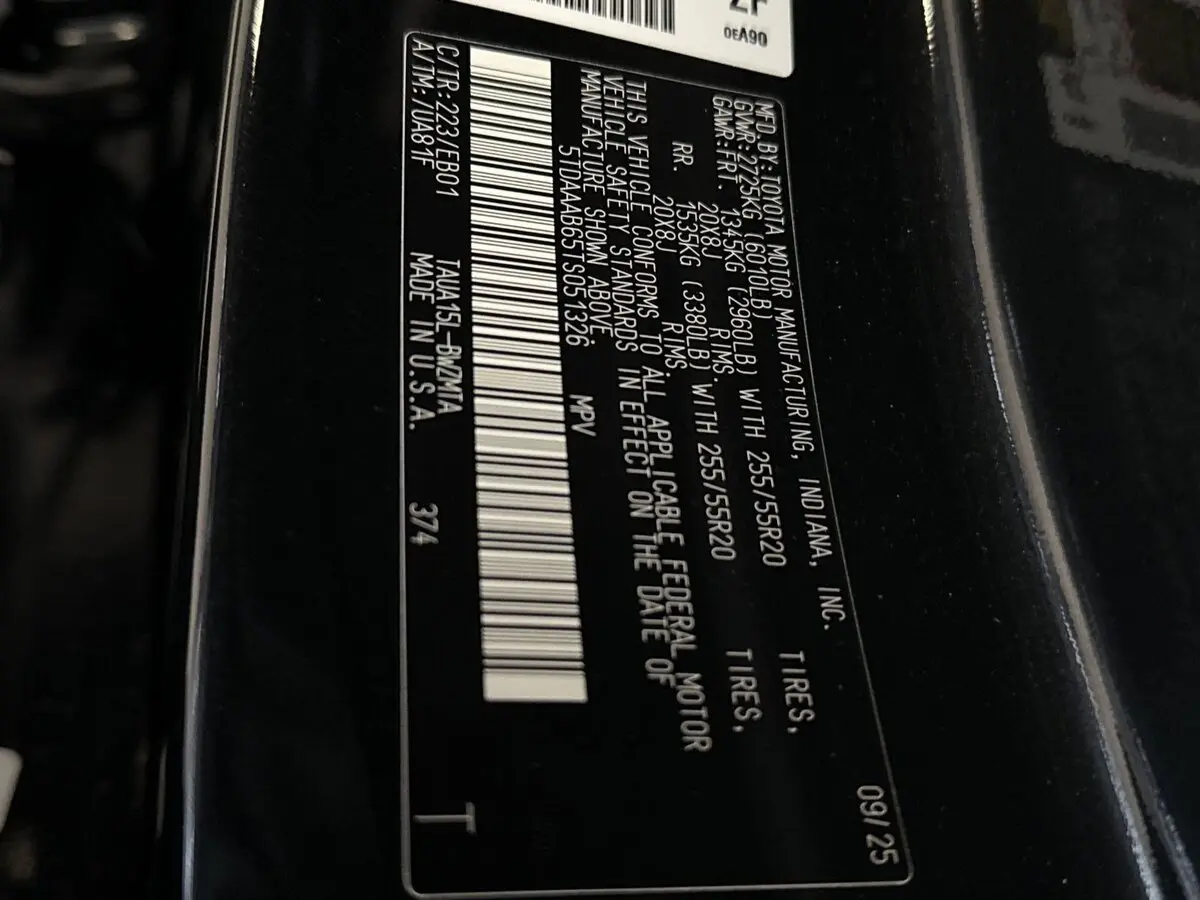 0EA90
MFD.BY:TOYOTA MOTOR MANUFACTURING, INDIANA, INC. 09/25
GVWR:2725KG (6010LB)
GAWR:FRT. 1345KG (2960LB) WITH 255/55R20 TIRES,
20X8J RIMS.
RR. 1535KG (3380LB) WITH 255/55R20 TIRES,
20X8J RIMS.
THIS VEHICLE CONFORMS TO ALL APPLICABLE FEDERAL MOTOR
VEHICLE SAFETY STANDARDS IN EFFECT ON THE DATE OF
MANUFACTURE SHOWN ABOVE.
5TDAAAB65TS051326 MPV
C/TR:223/EB01 TAUA15L-BWZMTA
A/TM:/UA81F MADE IN U.S.A. 374 T